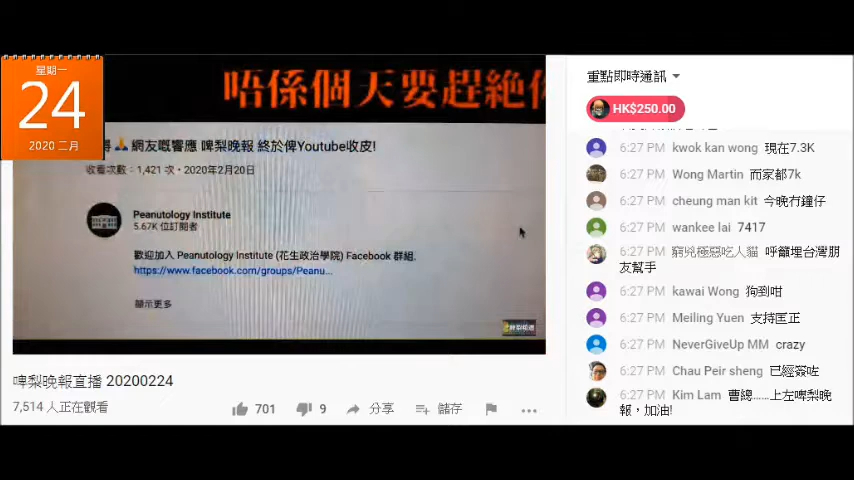 星期一
24
2020 二月
唔係個天要趕絕
🙏 網友嘅響應 啤梨晚報 終於俾Youtube收皮!
收看次數：1,421 次・2020年2月20日
Peanutology Institute
5.67K 位訂閱者
歡迎加入 Peanutology Institute (花生政治學院) Facebook 群組.
https://www.facebook.com/groups/Peanu...
顯示更多
啤梨晚報直播 20200224
7,514 人正在觀看
701
9
分享
儲存
重點即時通訊
HK$250.00
6:27 PM kwok kan wong 現在7.3K
6:27 PM Wong Martin 而家都7k
6:27 PM cheung man kit 今晚冇鐘仔
6:27 PM wankee lai 7417
6:27 PM 窮兇極惡吃人貓 呼籲埋台灣朋
友幫手
6:27 PM kawai Wong 狗到咁
6:27 PM Meiling Yuen 支持匡正
6:27 PM NeverGiveUp MM crazy
6:27 PM Chau Peir sheng 已經簽咗
6:27 PM Kim Lam 曹總......上左啤梨晚
報，加油!